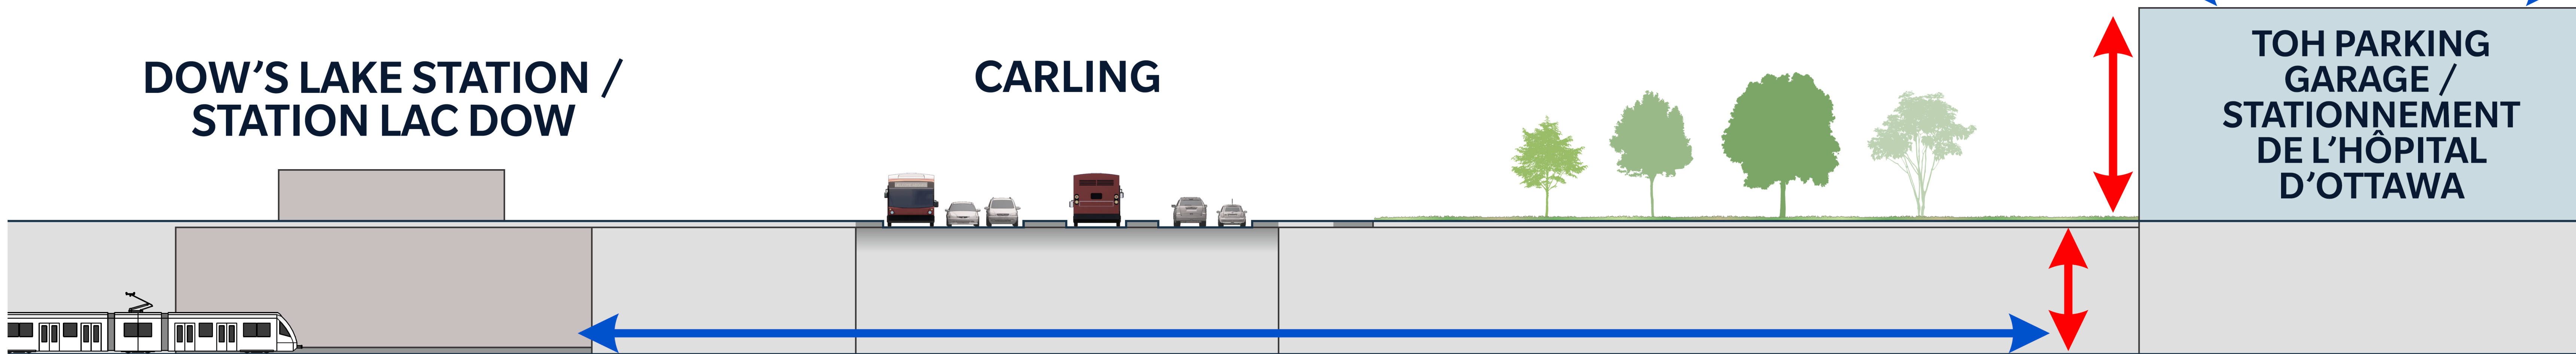 DOW’S LAKE STATION /
STATION LAC DOW
CARLING
TOH PARKING
GARAGE /
STATIONNEMENT
DE L’HÔPITAL
D’OTTAWA